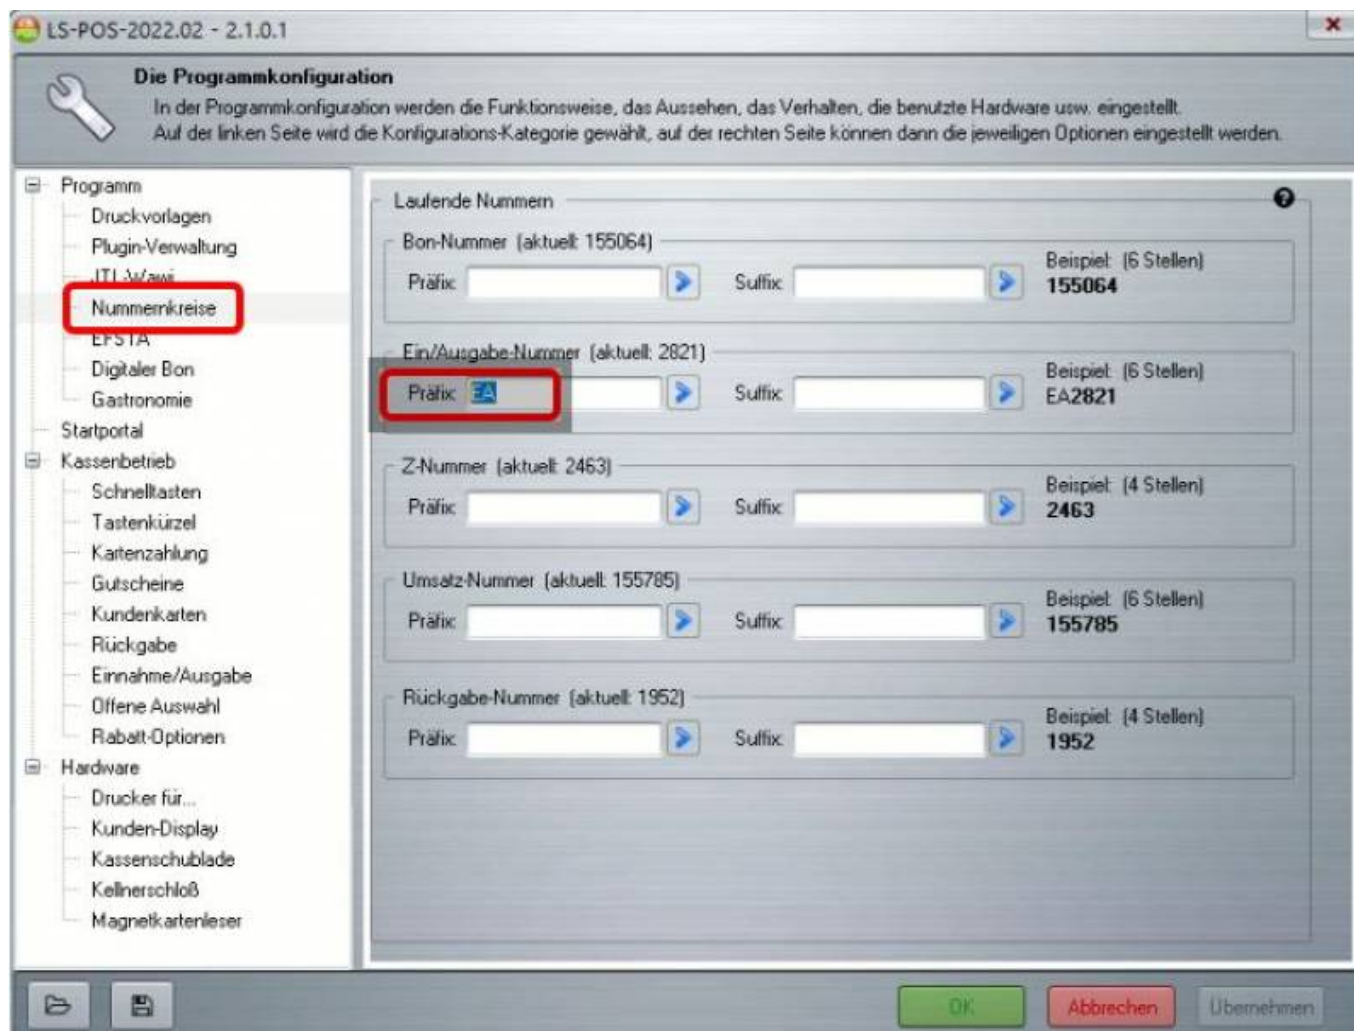 LS-POS-2022.02 - 2.1.0.1
Die Programmkonfiguration
In der Programmkonfiguration werden die Funktionsweise, das Aussehen, das Verhalten, die benutzte Hardware usw. eingestellt.
Auf der linken Seite wird die Konfigurations-Kategorie gewählt, auf der rechten Seite können dann die jeweiligen Optionen eingestellt werden.
Programm
Druckvorlagen
Plugin-Verwaltung
JTL-Wawi
Nummernkreise
EFSTA
Digitaler Bon
Gastronomie
Startportal
Kassenbetrieb
Schnelltasten
Tastenkürzel
Kartenzahlung
Gutscheine
Kundenkarten
Rückgabe
Einnahme/Ausgabe
Offene Auswahl
Rabatt-Optionen
Hardware
Drucker für...
Kunden-Display
Kassenschublade
Kellnerschloß
Magnetkartenleser
Laufende Nummern
Bon-Nummer (aktuell: 155064)
Präfix: Suffix: Beispiel: (6 Stellen)
155064
Ein/Ausgabe-Nummer (aktuell: 2821)
Präfix: EA Suffix: Beispiel: (6 Stellen)
EA2821
Z-Nummer (aktuell: 2463)
Präfix: Suffix: Beispiel: (4 Stellen)
2463
Umsatz-Nummer (aktuell: 155785)
Präfix: Suffix: Beispiel: (6 Stellen)
155785
Rückgabe-Nummer (aktuell: 1952)
Präfix: Suffix: Beispiel: (4 Stellen)
1952
OK Abbrechen Übernehmen